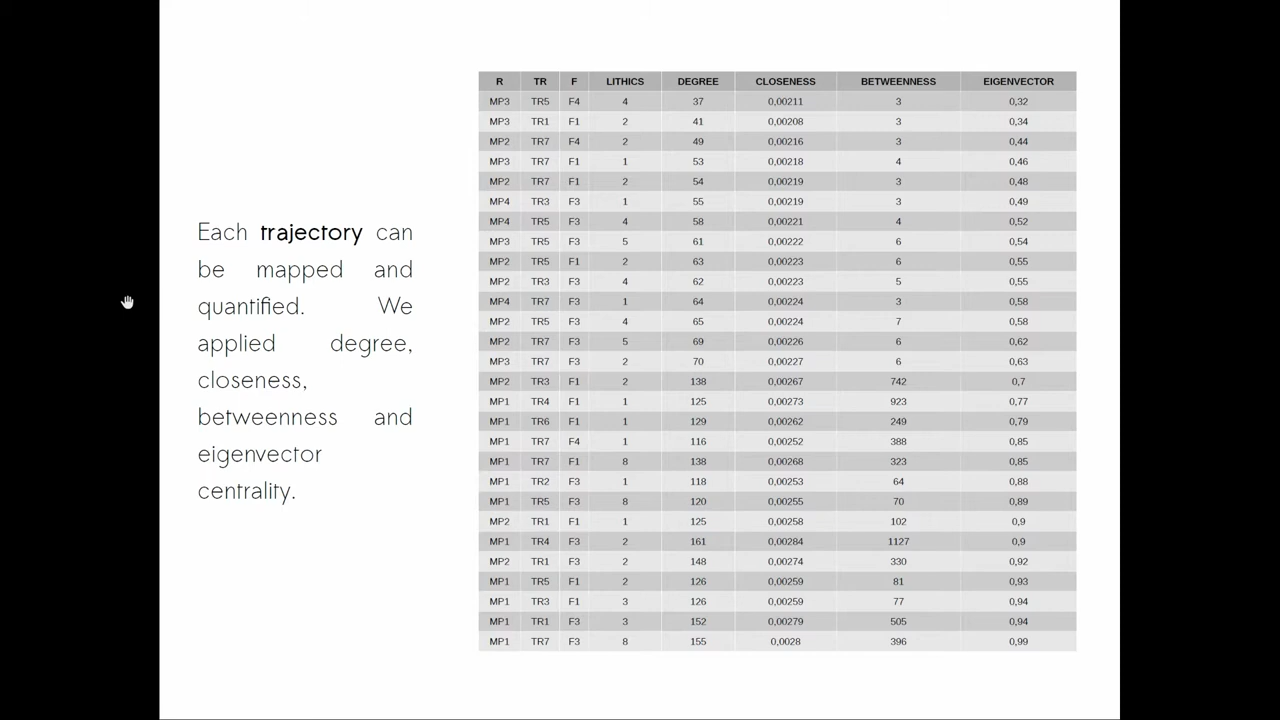 Each trajectory can
be mapped and
quantified. We
applied degree,
closeness,
betweenness and
eigenvector
centrality.
R TR F LITHICS DEGREE CLOSENESS BETWEENNESS EIGENVECTOR
MP3 TR5 F4 4 37 0,00211 3 0,32
MP3 TR1 F1 2 41 0,00208 3 0,34
MP2 TR7 F4 2 49 0,00216 3 0,44
MP3 TR7 F1 1 53 0,00218 4 0,46
MP2 TR7 F1 2 54 0,00219 3 0,48
MP4 TR3 F3 1 55 0,00219 3 0,49
MP4 TR5 F3 4 58 0,00221 4 0,52
MP3 TR5 F3 5 61 0,00222 6 0,54
MP2 TR5 F1 2 63 0,00223 6 0,55
MP2 TR3 F3 4 62 0,00223 5 0,55
MP4 TR7 F3 1 64 0,00224 3 0,58
MP2 TR5 F3 4 65 0,00224 7 0,58
MP2 TR7 F3 5 69 0,00226 6 0,62
MP3 TR7 F3 2 70 0,00227 6 0,63
MP2 TR3 F1 2 138 0,00267 742 0,7
MP1 TR4 F1 1 125 0,00273 923 0,77
MP1 TR6 F1 1 129 0,00262 249 0,79
MP1 TR7 F4 1 116 0,00252 388 0,85
MP1 TR7 F1 8 138 0,00268 323 0,85
MP1 TR2 F3 1 118 0,00253 64 0,88
MP1 TR5 F3 8 120 0,00255 70 0,89
MP2 TR1 F1 1 125 0,00258 102 0,9
MP1 TR4 F3 2 161 0,00284 1127 0,9
MP2 TR1 F3 2 148 0,00274 330 0,92
MP1 TR5 F1 2 126 0,00259 81 0,93
MP1 TR3 F1 3 126 0,00259 77 0,94
MP1 TR1 F3 3 152 0,00279 505 0,94
MP1 TR7 F3 8 155 0,0028 396 0,99